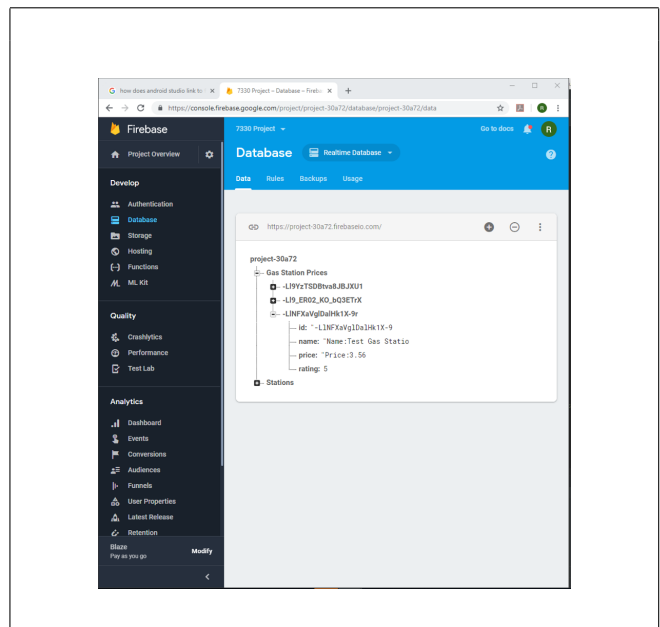 how does android studio link to
7330 Project – Database – Fireba
https://console.firebase.google.com/project/project-30a72/database/project-30a72/data
R
Firebase
7330 Project
Go to docs
R
Project Overview
Database
Realtime Database
?
Data Rules Backups Usage
Develop
Authentication
Database
Storage
Hosting
Functions
ML Kit
https://project-30a72.firebaseio.com/
project-30a72
Gas Station Prices
-LlNFXaVglDalHk1X-9r
id: "-LlNFXaVglDalHk1X-9
name: "Name:Test Gas Statio
price: "Price:3.56
rating: 5
Stations
Quality
Crashlytics
Performance
Test Lab
Analytics
Dashboard
Events
Conversions
Audiences
Funnels
User Properties
Latest Release
Retention
Blaze
Pay as you go
Modify